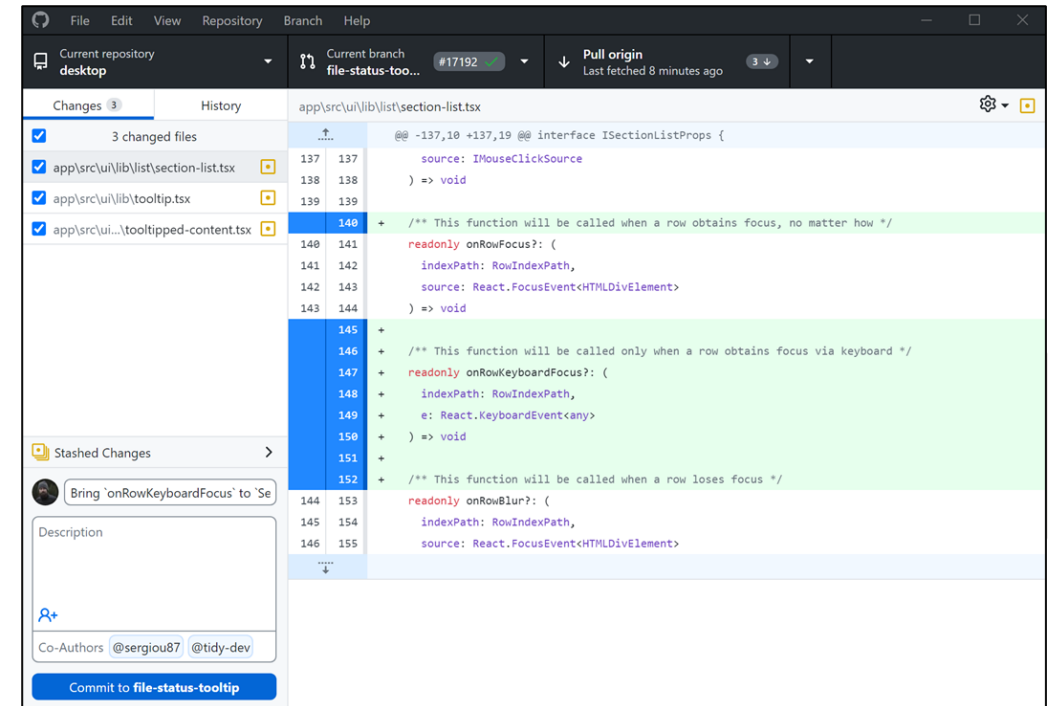 File Edit View Repository Branch Help
Current repository
desktop
Current branch
file-status-too...
#17192
Pull origin
Last fetched 8 minutes ago
3
Changes 3 History
3 changed files
app\src\ui\lib\list\section-list.tsx
app\src\ui\lib\tooltip.tsx
app\src\ui...\tooltipped-content.tsx
Stashed Changes
Bring `onRowKeyboardFocus` to `Se
Description
Co-Authors @sergiou87 @tidy-dev
Commit to file-status-tooltip
app\src\ui\lib\list\section-list.tsx
@@ -137,10 +137,19 @@ interface ISectionListProps {
137 137 source: IMouseClickSource
138 138 ) => void
139 139
140 + /** This function will be called when a row obtains focus, no matter how */
140 141 readonly onRowFocus?: (
141 142 indexPath: RowIndexPath,
142 143 source: React.FocusEvent<HTMLDivElement>
143 144 ) => void
145 +
146 + /** This function will be called only when a row obtains focus via keyboard */
147 + readonly onRowKeyboardFocus?: (
148 + indexPath: RowIndexPath,
149 + e: React.KeyboardEvent<any>
150 + ) => void
151 +
152 + /** This function will be called when a row loses focus */
144 153 readonly onRowBlur?: (
145 154 indexPath: RowIndexPath,
146 155 source: React.FocusEvent<HTMLDivElement>